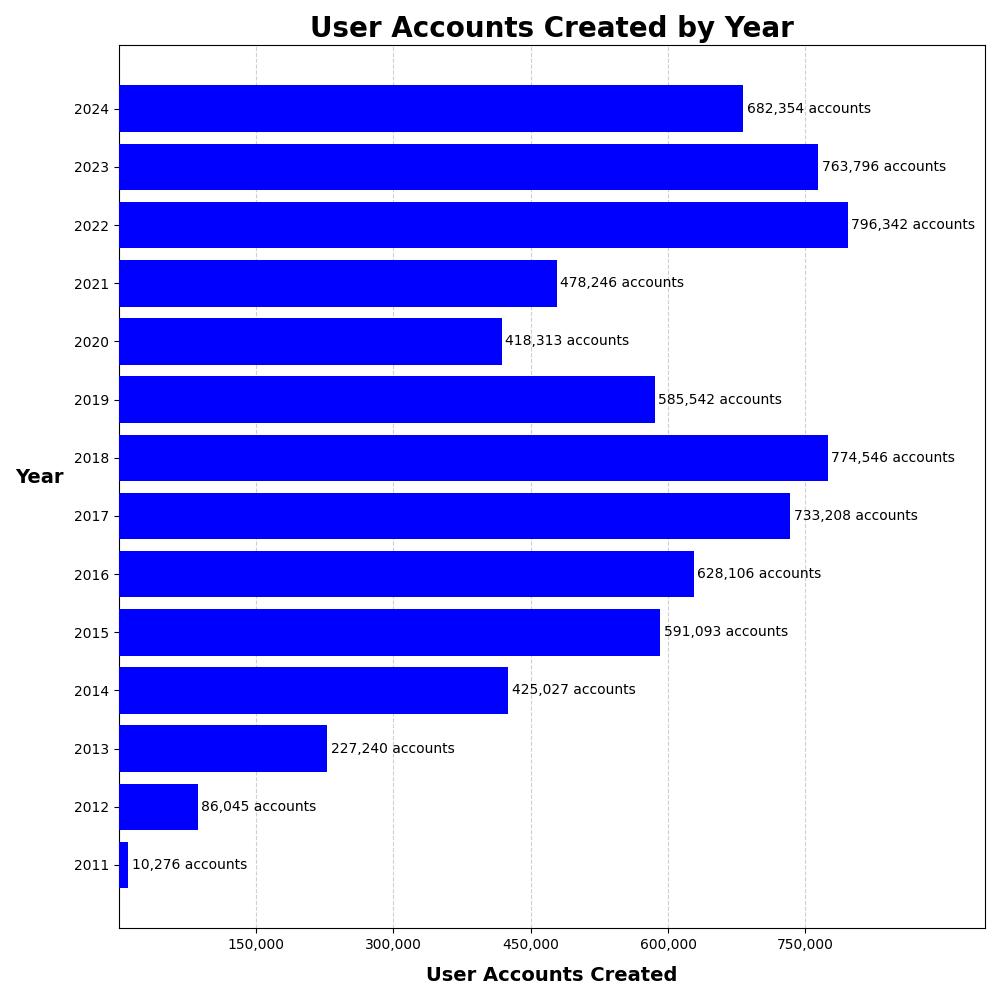 User Accounts Created by Year
2024
682,354 accounts
2023
763,796 accounts
2022
796,342 accounts
2021
478,246 accounts
2020
418,313 accounts
2019
585,542 accounts
2018
774,546 accounts
Year
2017
733,208 accounts
2016
628,106 accounts
2015
591,093 accounts
2014
425,027 accounts
2013
227,240 accounts
2012
86,045 accounts
2011
10,276 accounts
150,000 300,000 450,000 600,000 750,000
User Accounts Created